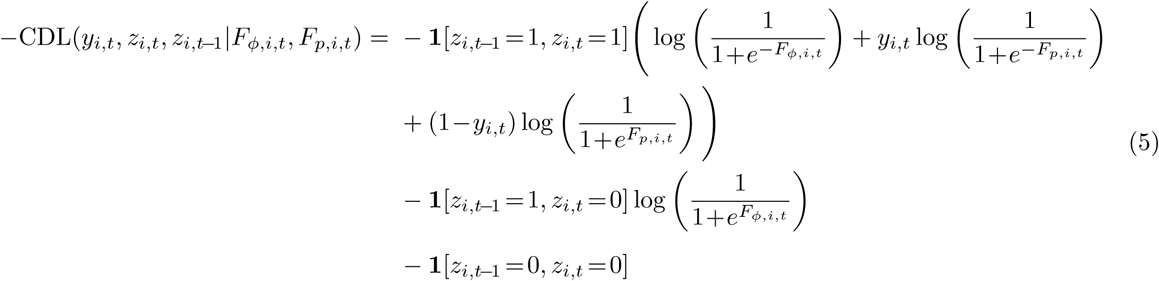 −CDL(y_{i,t}, z_{i,t}, z_{i,t−1}|F_{ϕ,i,t}, F_{p,i,t}) = − 𝟏[z_{i,t−1}=1, z_{i,t}=1] ( log ( 1 / (1+e^{−F_{ϕ,i,t}}) ) + y_{i,t} log ( 1 / (1+e^{−F_{p,i,t}}) )
+ (1−y_{i,t}) log ( 1 / (1+e^{F_{p,i,t}}) ) )
(5)
− 𝟏[z_{i,t−1}=1, z_{i,t}=0] log ( 1 / (1+e^{F_{ϕ,i,t}}) )
− 𝟏[z_{i,t−1}=0, z_{i,t}=0]